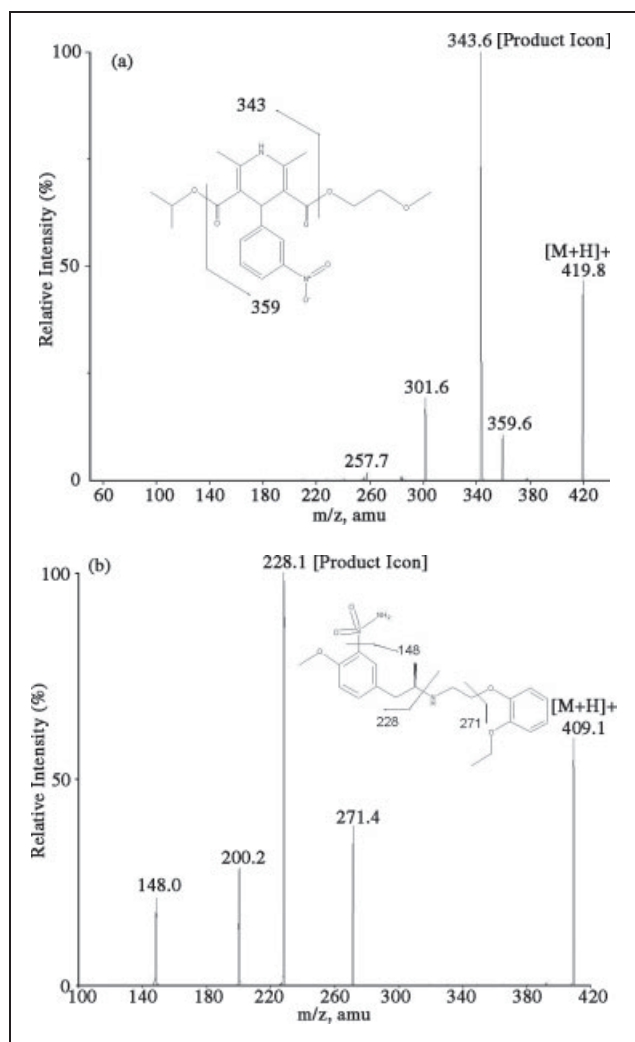 (a)
343.6 [Product Icon]
343
359
[M+H]+
419.8
301.6
359.6
257.7
Relative Intensity (%)
100
50
0
60
100
140
180
220
260
300
340
380
420
m/z, amu
H
N
O
O
O
O
O
N+
O
O-
(b)
228.1 [Product Icon]
O
NH2
S
O
O
148
228
271
N
H
O
O
[M+H]+
409.1
271.4
200.2
148.0
Relative Intensity (%)
100
50
0
100
140
180
220
260
300
340
380
420
m/z, amu